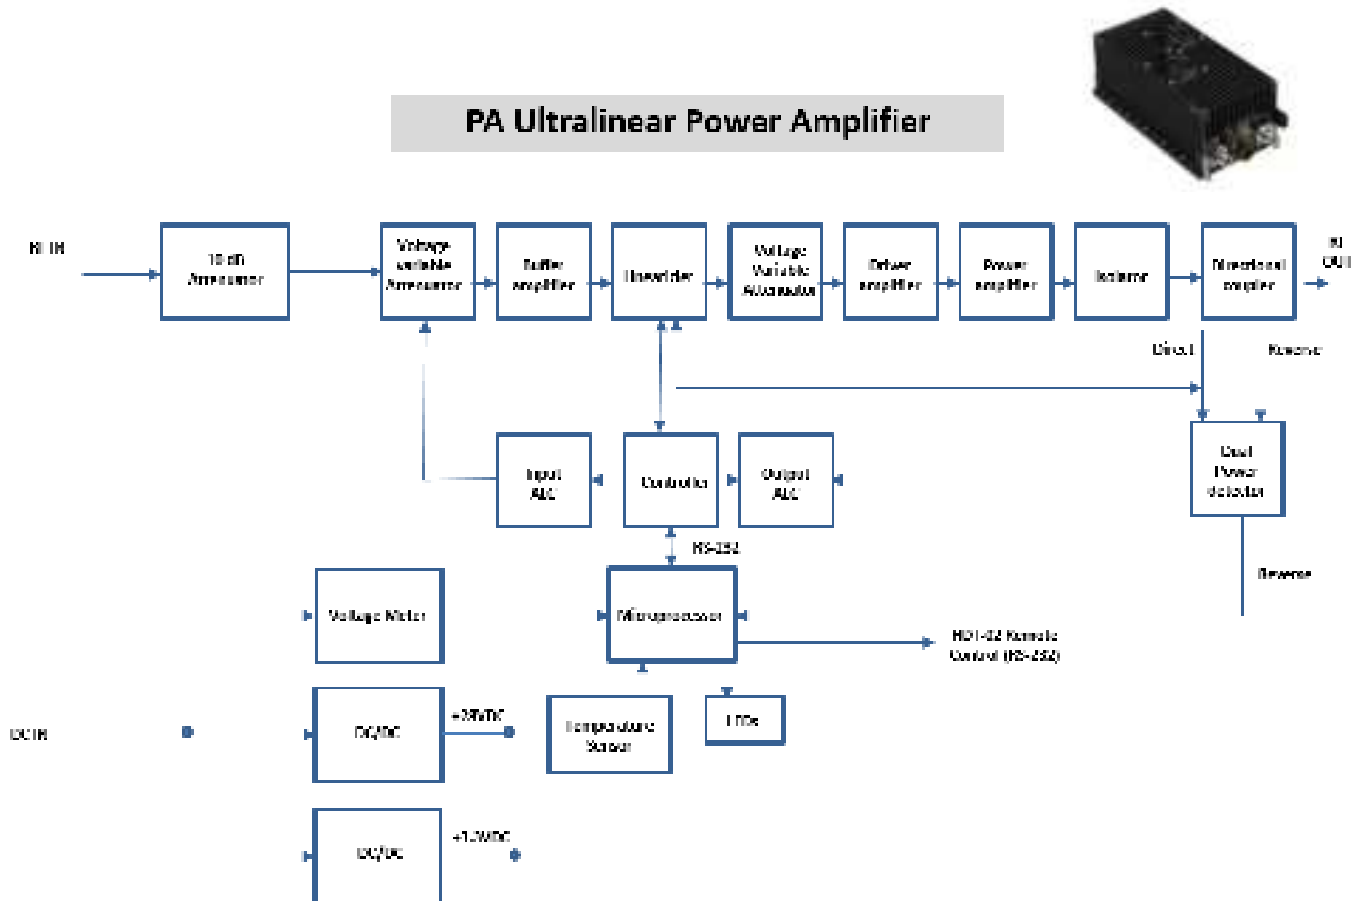 PA Ultralinear Power Amplifier
RF IN
10 dB
Attenuator
Voltage
variable
Attenuator
Buffer
amplifier
Linearizer
Voltage
Variable
Attenuator
Driver
amplifier
Power
amplifier
Isolator
Directional
coupler
RF
OUT
Direct
Reverse
Input
ALC
Controller
Output
ALC
Dual
Power
detector
RS-232
Reverse
Voltage Meter
Microprocessor
Remote
Control (RS-232)
DC IN
DC/DC
+28VDC
Temperature
Sensor
LEDs
DC/DC